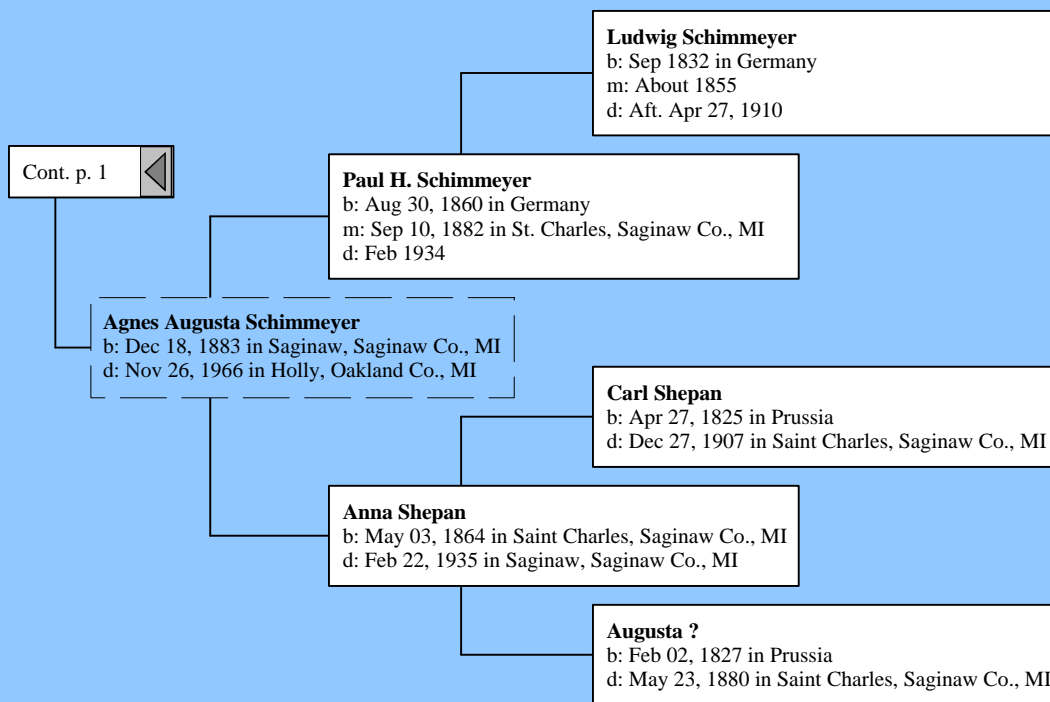 Ludwig Schimmeyer
b: Sep 1832 in Germany
m: About 1855
d: Aft. Apr 27, 1910
Cont. p. 1
Paul H. Schimmeyer
b: Aug 30, 1860 in Germany
m: Sep 10, 1882 in St. Charles, Saginaw Co., MI
d: Feb 1934
Agnes Augusta Schimmeyer
b: Dec 18, 1883 in Saginaw, Saginaw Co., MI
d: Nov 26, 1966 in Holly, Oakland Co., MI
Carl Shepan
b: Apr 27, 1825 in Prussia
d: Dec 27, 1907 in Saint Charles, Saginaw Co., MI
Anna Shepan
b: May 03, 1864 in Saint Charles, Saginaw Co., MI
d: Feb 22, 1935 in Saginaw, Saginaw Co., MI
Augusta ?
b: Feb 02, 1827 in Prussia
d: May 23, 1880 in Saint Charles, Saginaw Co., MI